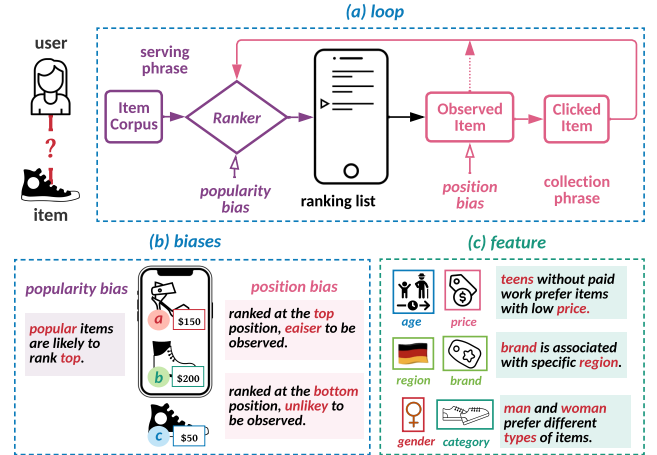 (a) loop
user
serving
phrase
Item
Corpus
Ranker
Observed
Item
Clicked
Item
?
popularity
bias
position
bias
collection
phrase
ranking list
item
(b) biases
popularity bias
popular items
are likely to
rank top.
a
$150
b
$200
c
$50
position bias
ranked at the top
position, eaiser to be
observed.
ranked at the bottom
position, unlikey to
be observed.
(c) feature
$
age
price
teens without paid
work prefer items
with low price.
region
brand
brand is associated
with specific region.
gender
category
man and woman
prefer different
types of items.